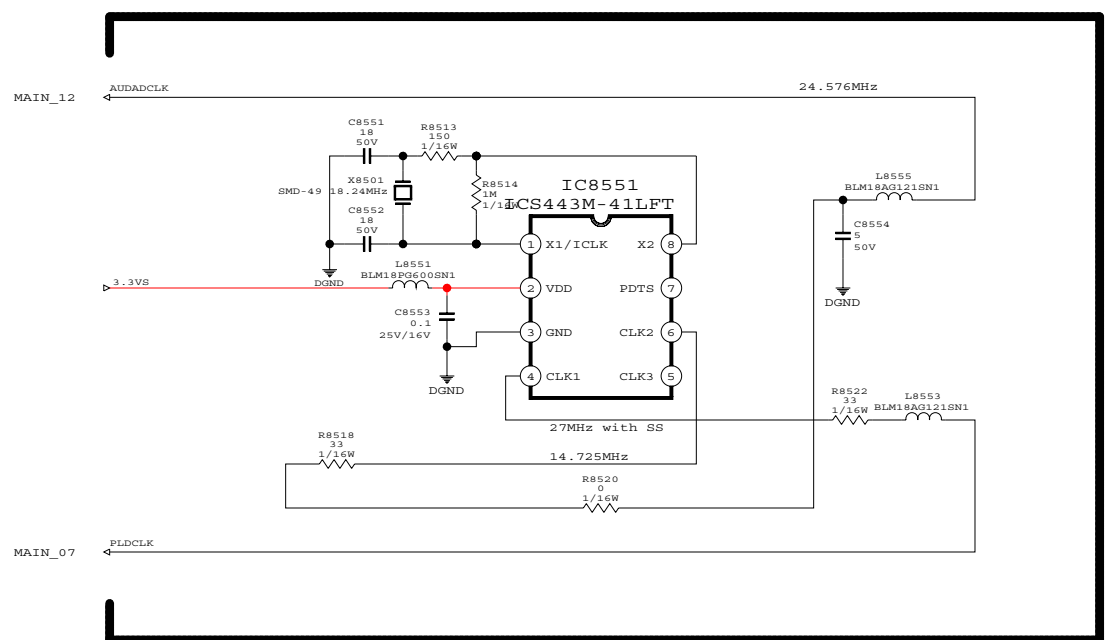 AUDADCLK
24.576MHz
MAIN_12
C8551
18
50V
R8513
150
1/16W
X8501
SMD-49 18.24MHz
R8514
1M
1/16W
C8552
18
50V
DGND
IC8551
ICS443M-41LFT
1 X1/ICLK X2 8
2 VDD PDTS 7
3 GND CLK2 6
4 CLK1 CLK3 5
L8555
BLM18AG121SN1
C8554
5
50V
DGND
L8551
BLM18PG600SN1
3.3VS
C8553
0.1
25V/16V
DGND
R8522
33
1/16W
L8553
BLM18AG121SN1
27MHz with SS
R8518
33
1/16W
14.725MHz
R8520
0
1/16W
PLDCLK
MAIN_07